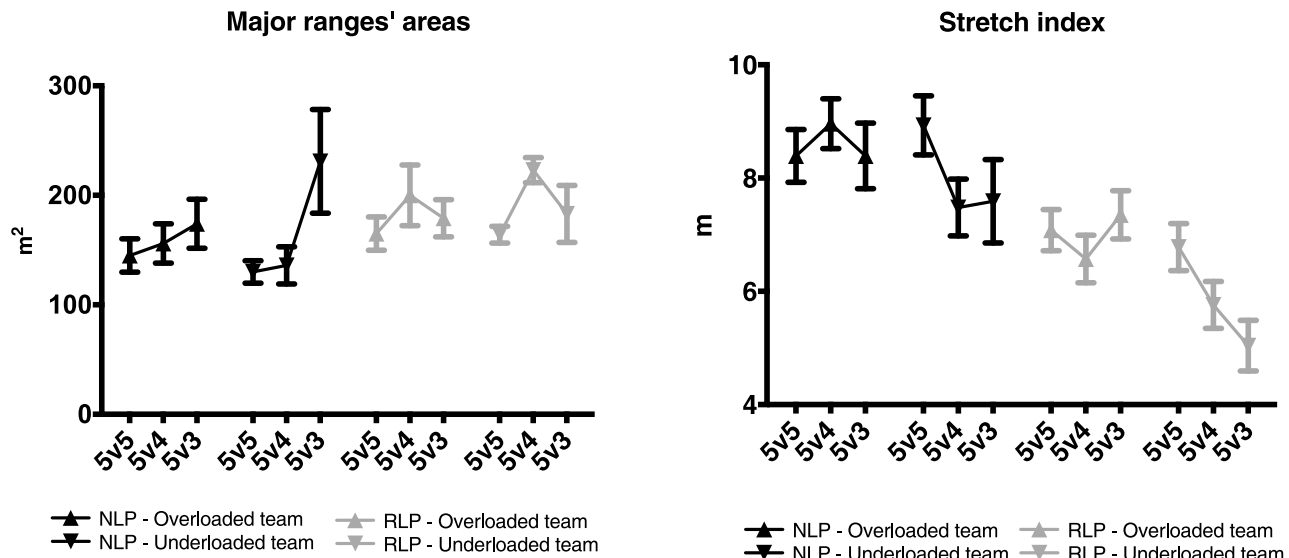 Major ranges' areas
300
200
100
0
m²
5v5 5v4 5v3 5v5 5v4 5v3 5v5 5v4 5v3 5v5 5v4 5v3
NLP - Overloaded team RLP - Overloaded team
NLP - Underloaded team RLP - Underloaded team
Stretch index
10
8
6
4
m
5v5 5v4 5v3 5v5 5v4 5v3 5v5 5v4 5v3 5v5 5v4 5v3
NLP - Overloaded team RLP - Overloaded team
NLP - Underloaded team RLP - Underloaded team